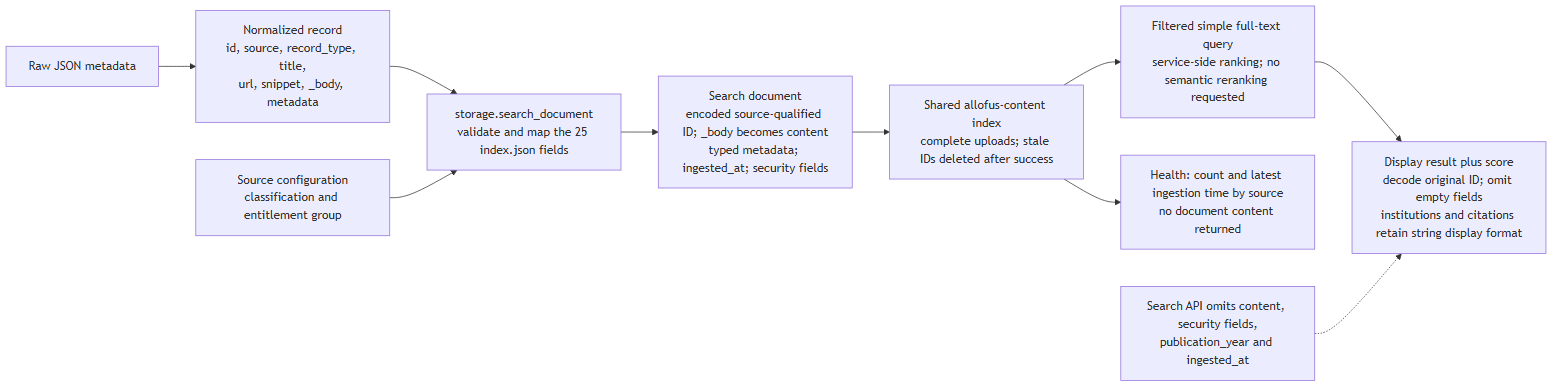 Raw JSON metadata
Normalized record
id, source, record_type,
title,
url, snippet, _body,
metadata
Source configuration
classification and
entitlement group
storage.search_document
validate and map the 25
index.json fields
Search document
encoded source-qualified
ID; _body becomes content
typed metadata;
ingested_at; security fields
Shared allofus-content
index
complete uploads; stale
IDs deleted after success
Filtered simple full-text
query
service-side ranking; no
semantic reranking
requested
Health: count and latest
ingestion time by source
no document content
returned
Search API omits content,
security fields,
publication_year and
ingested_at
Display result plus score
decode original ID; omit
empty fields
institutions and citations
retain string display format